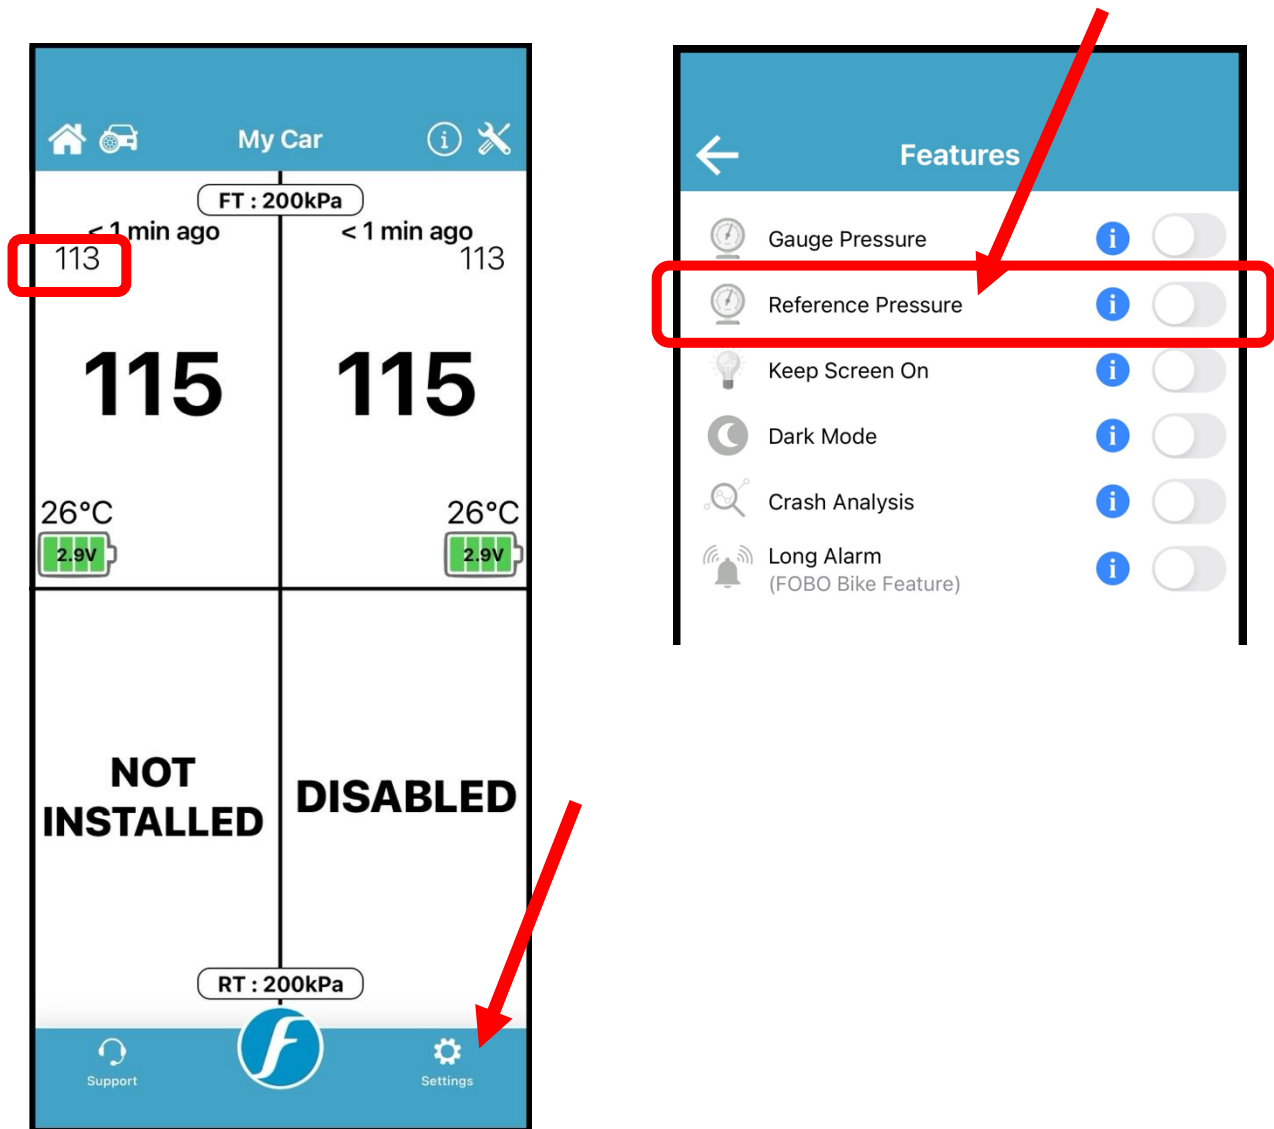 My Car
FT : 200kPa
< 1 min ago
< 1 min ago
113
113
115
115
26°C
26°C
2.9V
2.9V
NOT
INSTALLED
DISABLED
RT : 200kPa
Support
Settings
Features
Gauge Pressure
Reference Pressure
Keep Screen On
Dark Mode
Crash Analysis
Long Alarm
(FOBO Bike Feature)